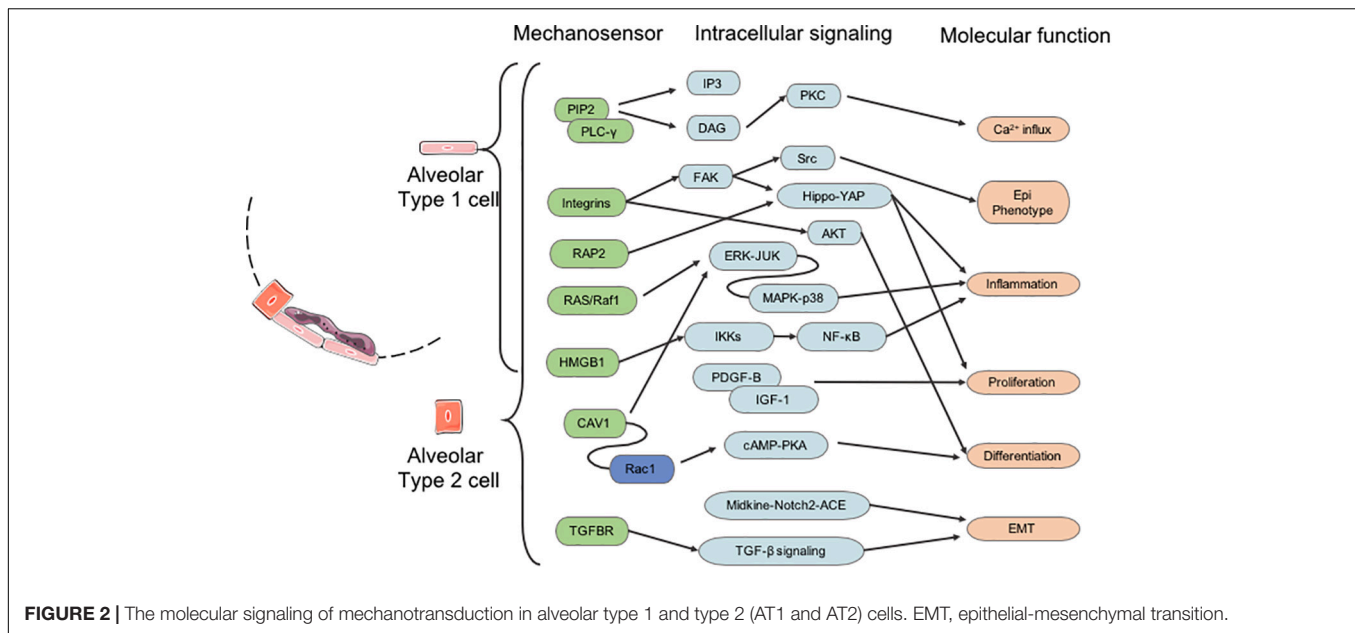 Mechanosensor Intracellular signaling Molecular function
Alveolar
Type 1 cell
Alveolar
Type 2 cell
PIP2
PLC-γ
Integrins
RAP2
RAS/Raf1
HMGB1
CAV1
Rac1
TGFBR
IP3
DAG
PKC
FAK
Src
Hippo-YAP
AKT
ERK-JUK
MAPK-p38
IKKs
NF-κB
PDGF-B
IGF-1
cAMP-PKA
Midkine-Notch2-ACE
TGF-β signaling
Ca²⁺ influx
Epi
Phenotype
Inflammation
Proliferation
Differentiation
EMT
FIGURE 2 | The molecular signaling of mechanotransduction in alveolar type 1 and type 2 (AT1 and AT2) cells. EMT, epithelial-mesenchymal transition.